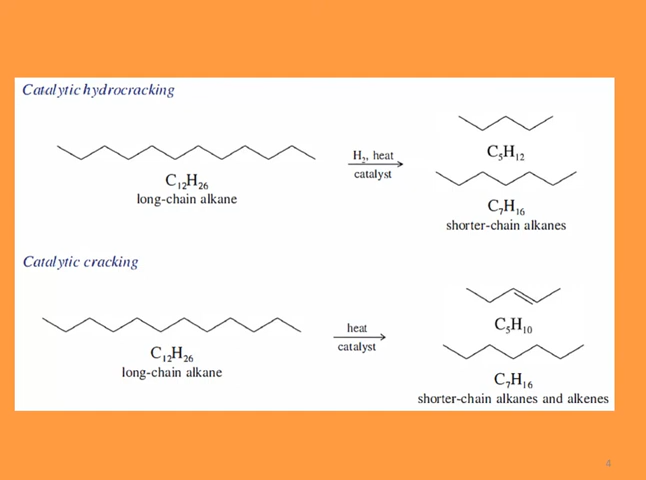 Catalytic hydrocracking
C₁₂H₂₆
long-chain alkane
H₂, heat
catalyst
C₅H₁₂
C₇H₁₆
shorter-chain alkanes
Catalytic cracking
C₁₂H₂₆
long-chain alkane
heat
catalyst
C₅H₁₀
C₇H₁₆
shorter-chain alkanes and alkenes
4